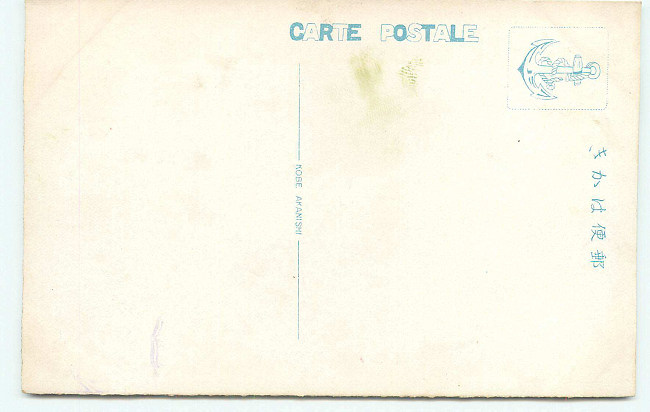 CARTE POSTALE
KOBE AKANISHI
きかは便郵